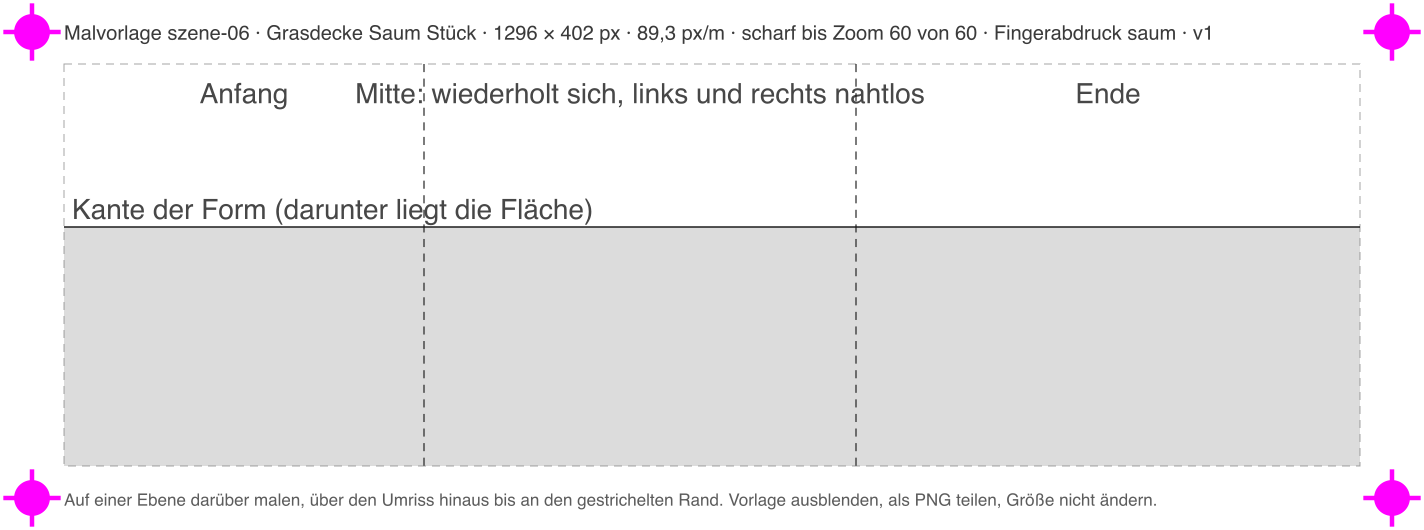 Malvorlage szene-06 · Grasdecke Saum Stück · 1296 × 402 px · 89,3 px/m · scharf bis Zoom 60 von 60 · Fingerabdruck saum · v1
Anfang
Mitte: wiederholt sich, links und rechts nahtlos
Ende
Kante der Form (darunter liegt die Fläche)
Auf einer Ebene darüber malen, über den Umriss hinaus bis an den gestrichelten Rand. Vorlage ausblenden, als PNG teilen, Größe nicht ändern.